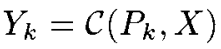 Y_k = \mathcal{C}(P_k, X)